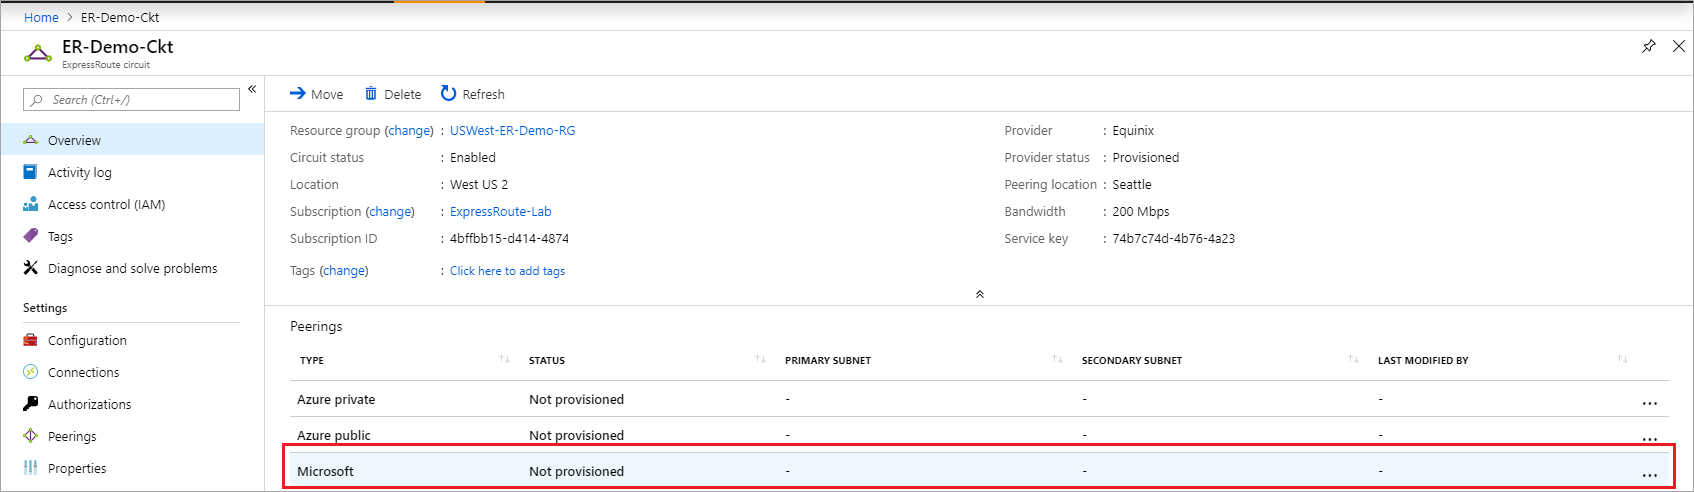 Home > ER-Demo-Ckt
ER-Demo-Ckt
ExpressRoute circuit
Search (Ctrl+/)
«
Overview
Activity log
Access control (IAM)
Tags
Diagnose and solve problems
Settings
Configuration
Connections
Authorizations
Peerings
Properties
Move Delete Refresh
Resource group (change) : USWest-ER-Demo-RG
Circuit status : Enabled
Location : West US 2
Subscription (change) : ExpressRoute-Lab
Subscription ID : 4bffbb15-d414-4874
Tags (change) : Click here to add tags
Provider : Equinix
Provider status : Provisioned
Peering location : Seattle
Bandwidth : 200 Mbps
Service key : 74b7c74d-4b76-4a23
Peerings
TYPE STATUS PRIMARY SUBNET SECONDARY SUBNET LAST MODIFIED BY
Azure private Not provisioned - - - ...
Azure public Not provisioned - - - ...
Microsoft Not provisioned - - - ...